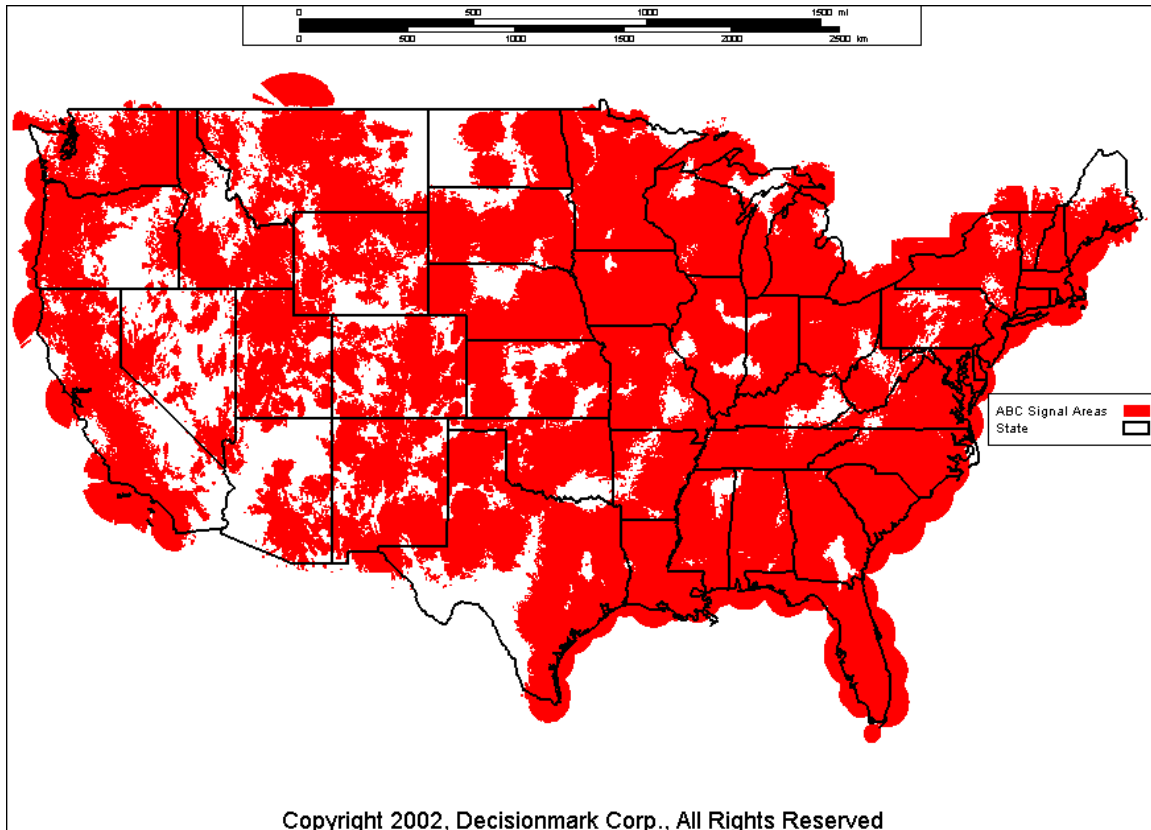 0 500 1000 1500 mi
0 500 1000 1500 2000 2500 km
ABC Signal Areas
State
Copyright 2002, Decisionmark Corp., All Rights Reserved